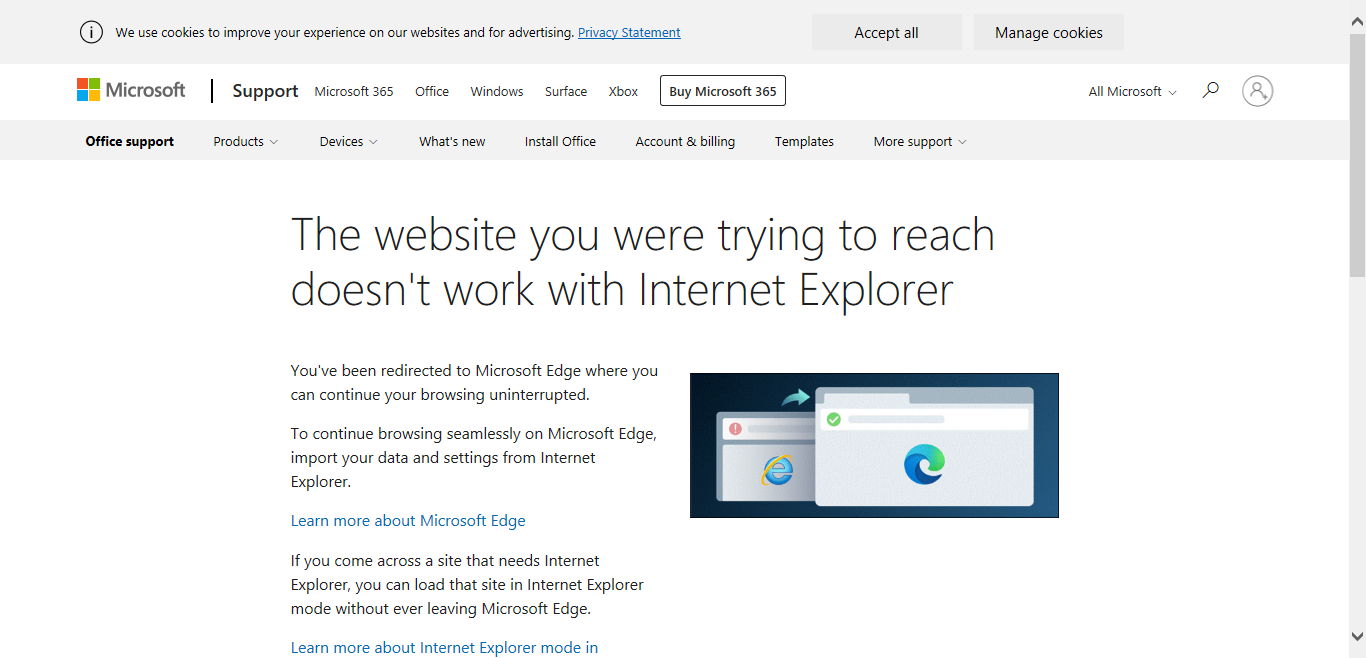 We use cookies to improve your experience on our websites and for advertising. Privacy Statement
Accept all
Manage cookies
Microsoft
Support
Microsoft 365
Office
Windows
Surface
Xbox
Buy Microsoft 365
All Microsoft
Office support
Products
Devices
What's new
Install Office
Account & billing
Templates
More support
The website you were trying to reach
doesn't work with Internet Explorer
You've been redirected to Microsoft Edge where you
can continue your browsing uninterrupted.
To continue browsing seamlessly on Microsoft Edge,
import your data and settings from Internet
Explorer.
Learn more about Microsoft Edge
If you come across a site that needs Internet
Explorer, you can load that site in Internet Explorer
mode without ever leaving Microsoft Edge.
Learn more about Internet Explorer mode in